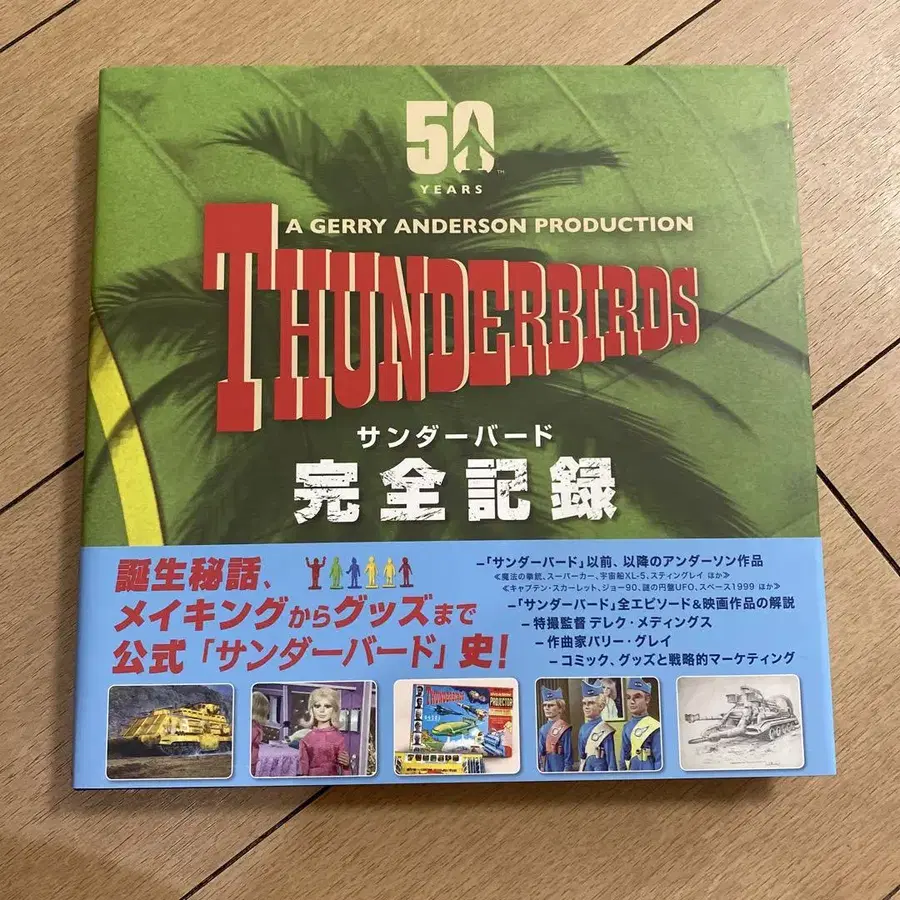 50
YEARS
A GERRY ANDERSON PRODUCTION
THUNDERBIRDS
サンダーバード
完全記録
誕生秘話、
メイキングからグッズまで
公式「サンダーバード」史!
–「サンダーバード」以前、以降のアンダーソン作品
≪魔法の拳銃、スーパーカー、宇宙船XL-5、スティングレイ ほか≫
≪キャプテン・スカーレット、ジョー90、謎の円盤UFO、スペース1999 ほか≫
–「サンダーバード」全エピソード&映画作品の解説
– 特撮監督 デレク・メディングス
– 作曲家バリー・グレイ
– コミック、グッズと戦略的マーケティング
THUNDERBIRDS
PROJECTOR